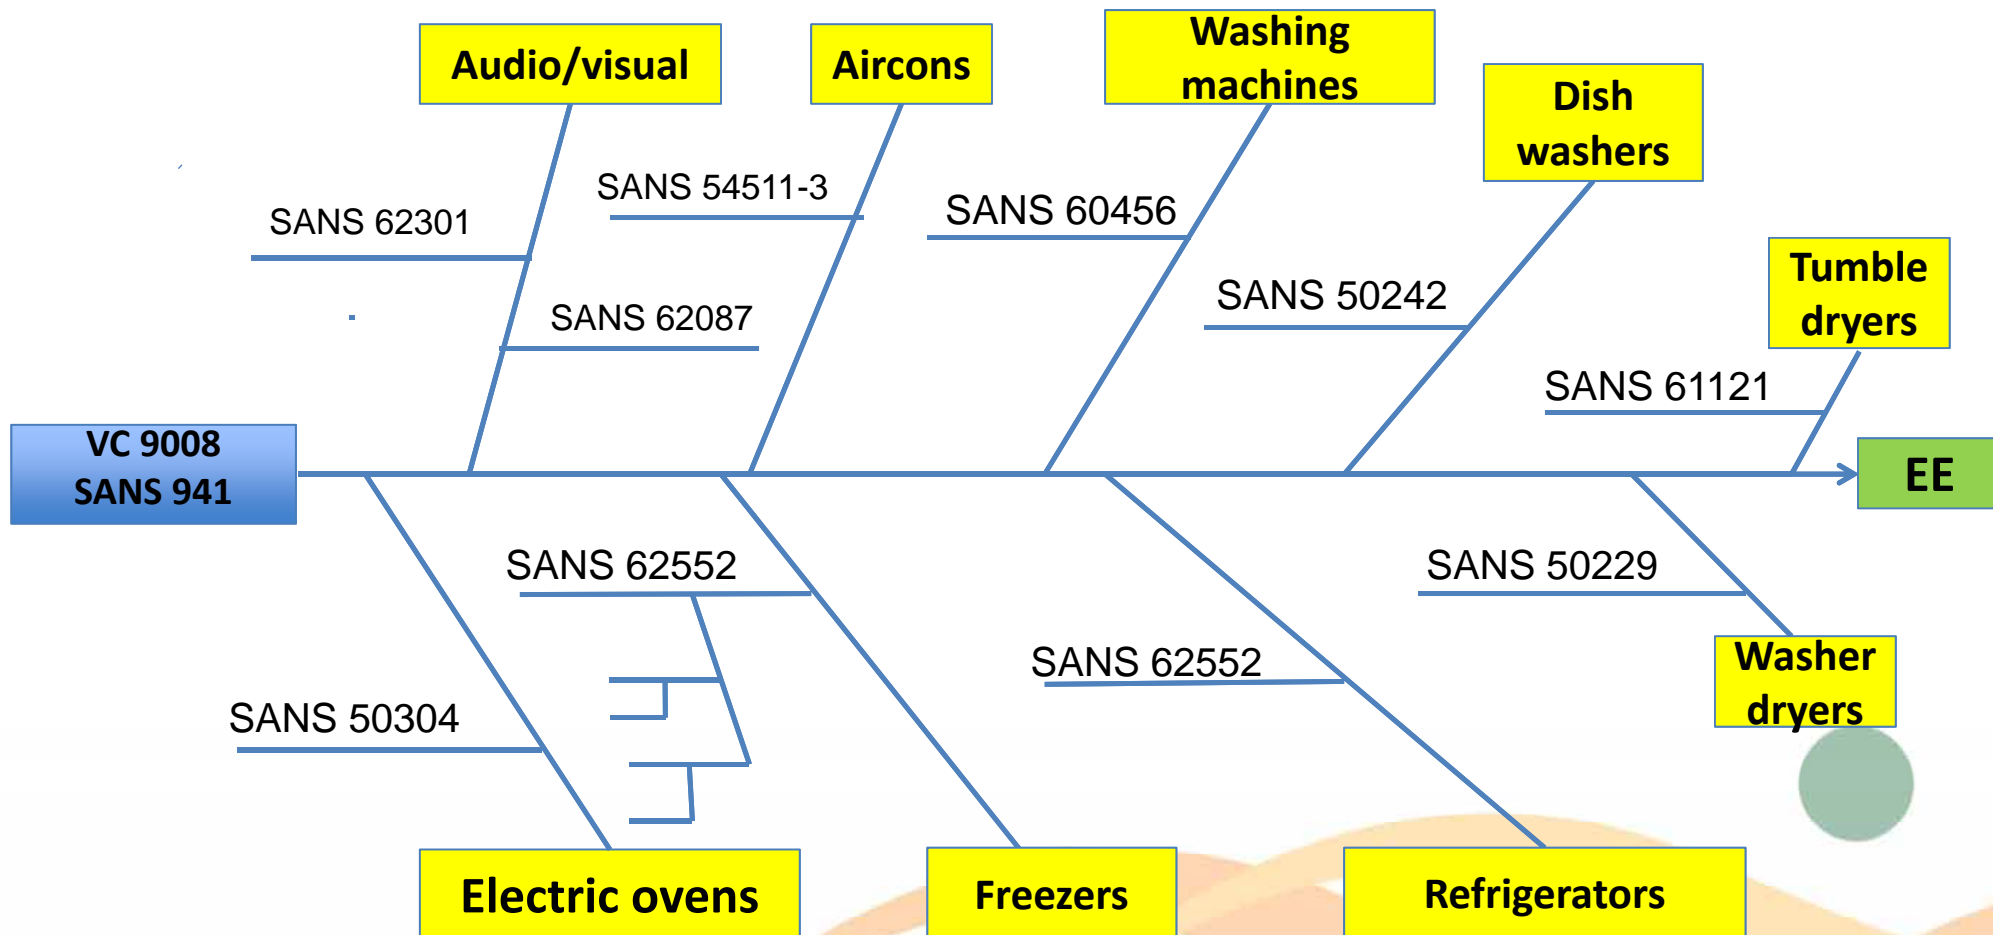 Audio/visual
Aircons
Washing
machines
Dish
washers
SANS 54511-3
SANS 62301
SANS 60456
Tumble
dryers
SANS 62087
SANS 50242
SANS 61121
VC 9008
SANS 941
EE
SANS 62552
SANS 50229
SANS 62552
Washer
dryers
SANS 50304
Electric ovens
Freezers
Refrigerators